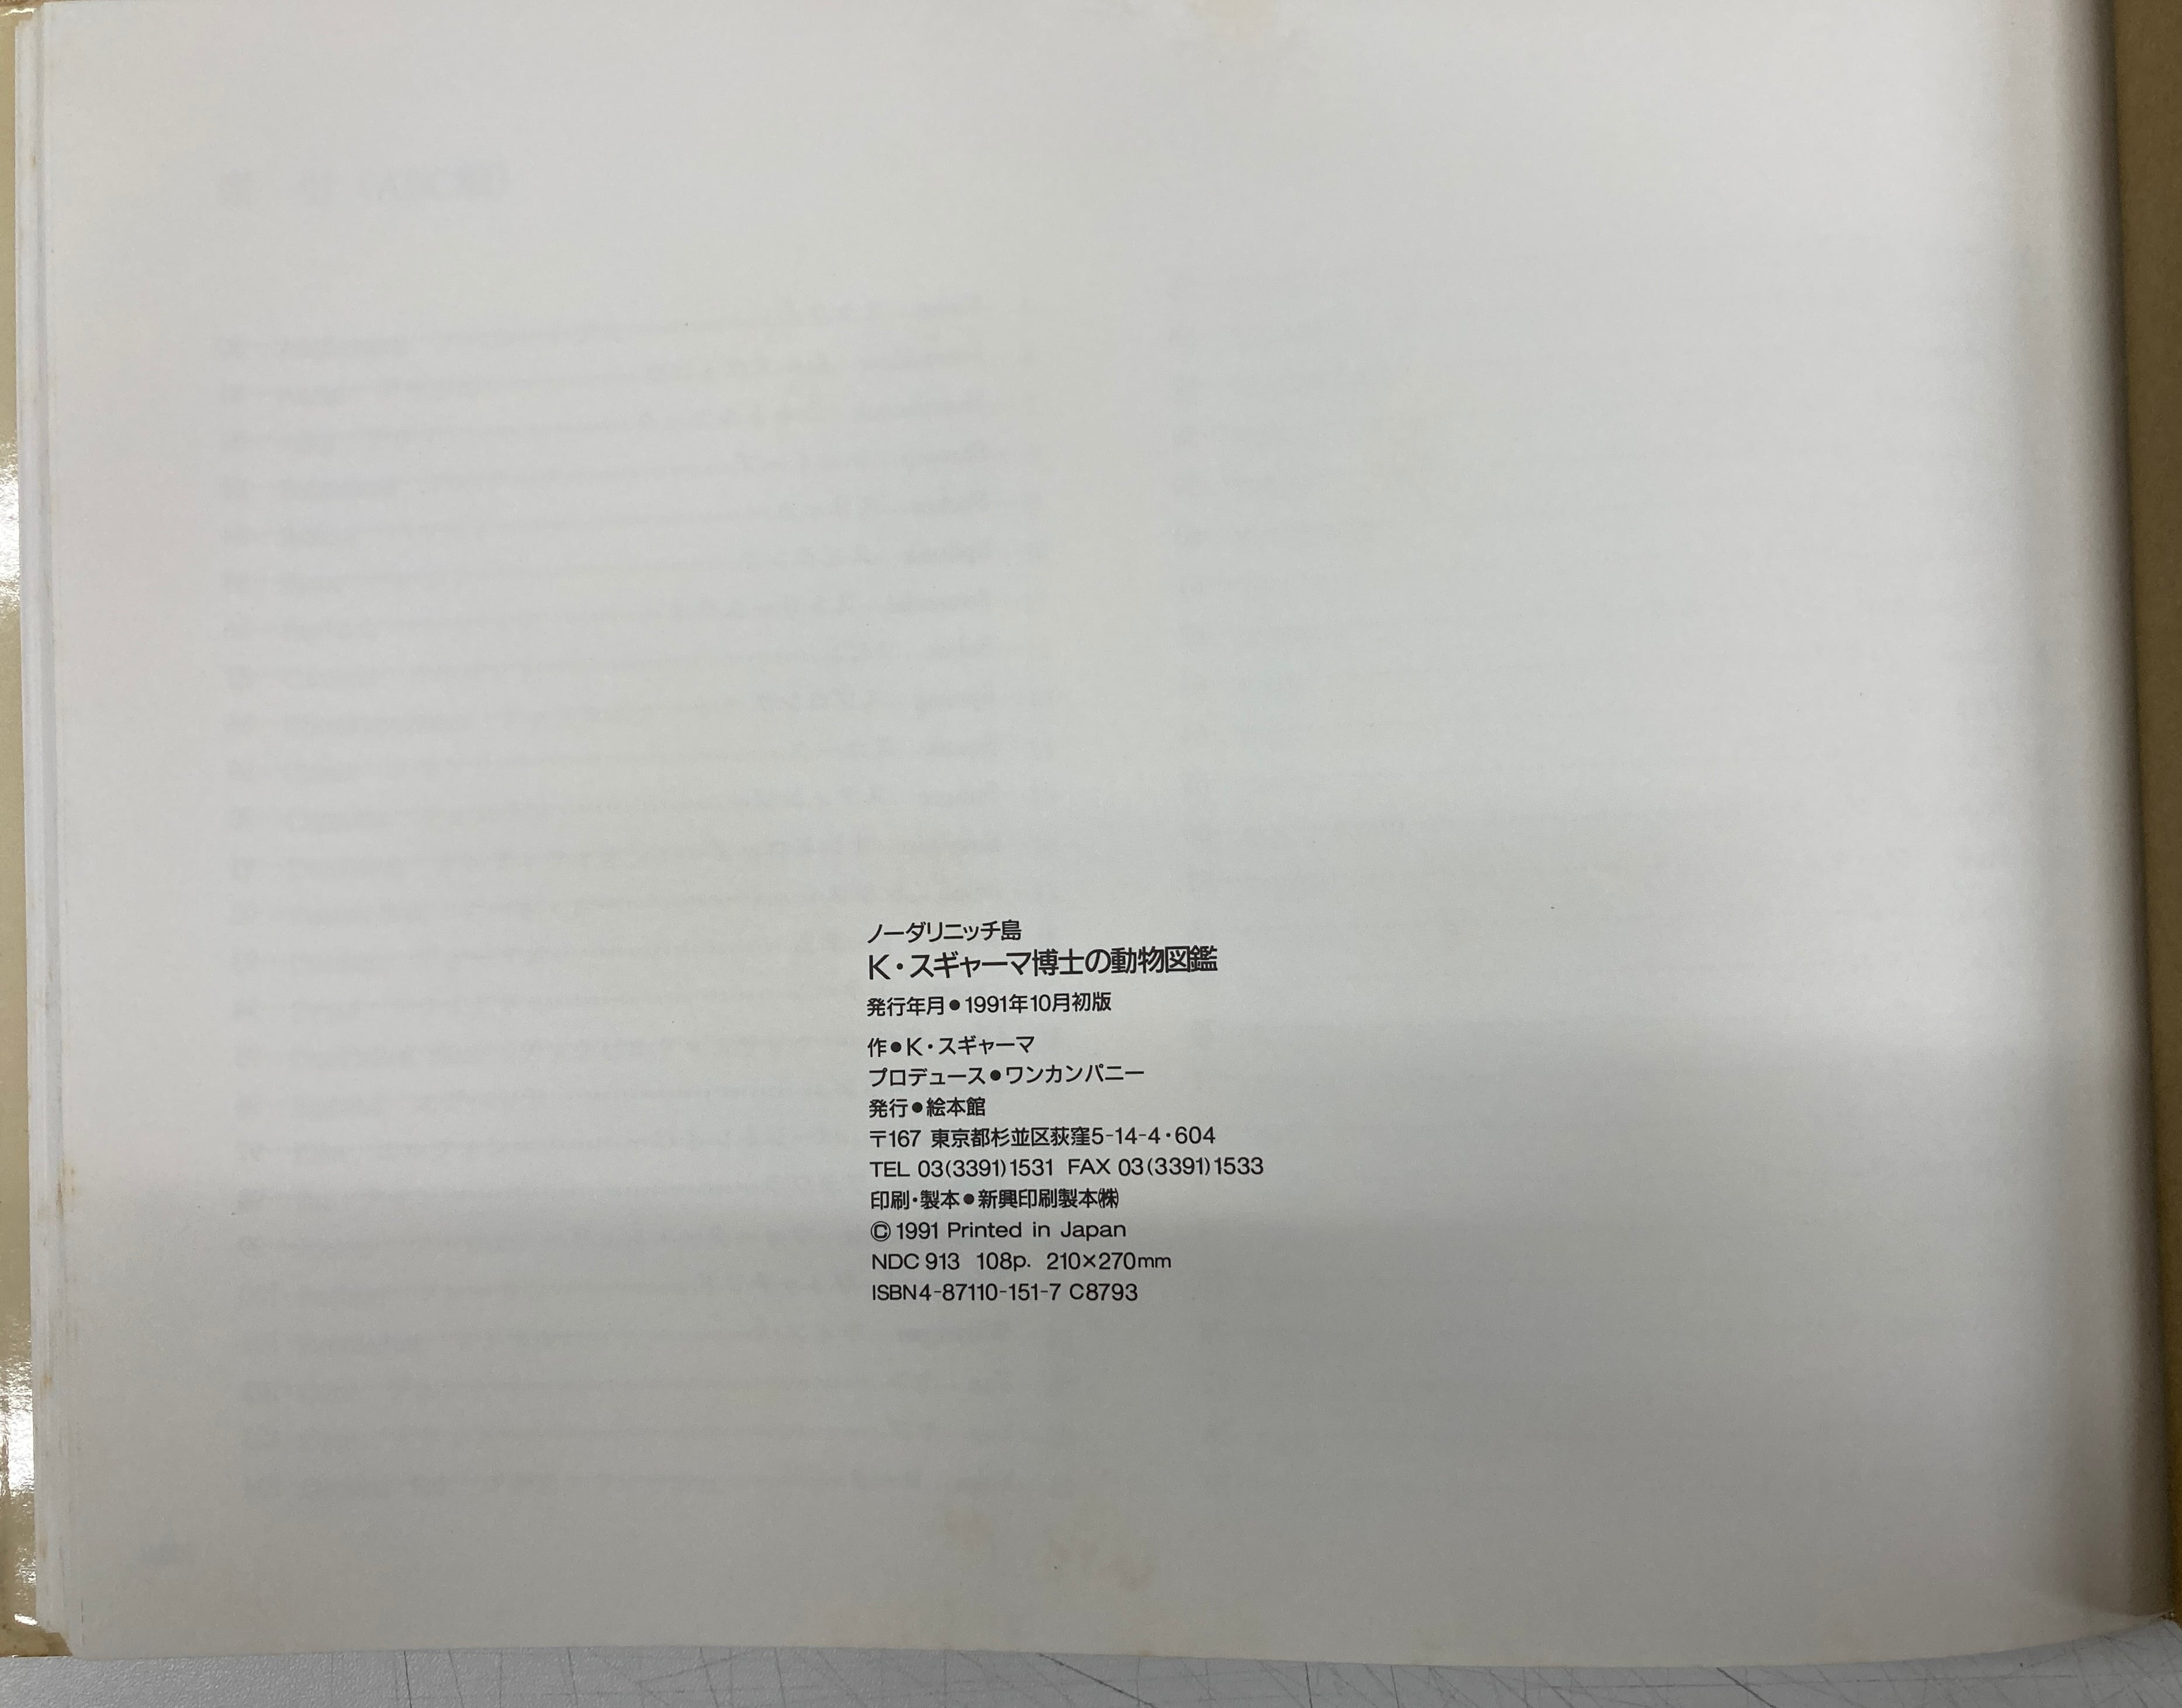 ノーダリニッチ島
K・スギャーマ博士の動物図鑑
発行年月●1991年10月初版
作●K・スギャーマ
プロデュース●ワンカンパニー
発行●絵本館
〒167 東京都杉並区荻窪5-14-4・604
TEL 03(3391)1531 FAX 03(3391)1533
印刷・製本●新興印刷製本㈱
©1991 Printed in Japan
NDC 913 108p. 210×270mm
ISBN4-87110-151-7 C8793